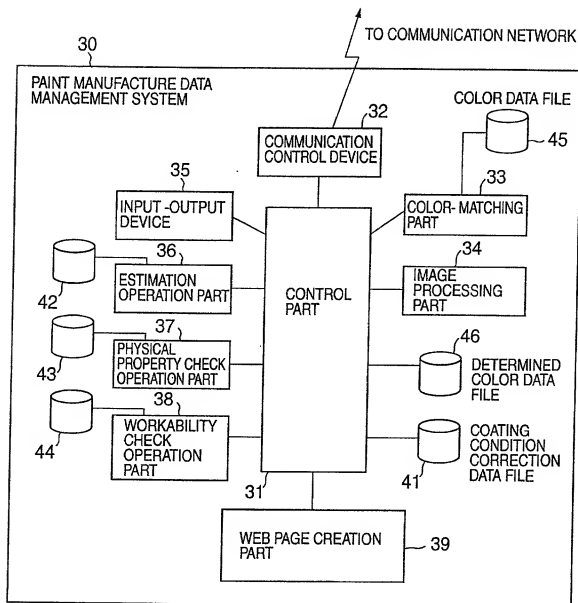 30
TO COMMUNICATION NETWORK
PAINT MANUFACTURE DATA
MANAGEMENT SYSTEM
32
COMMUNICATION
CONTROL DEVICE
COLOR DATA FILE
45
35
INPUT -OUTPUT
DEVICE
33
COLOR- MATCHING
PART
36
42
ESTIMATION
OPERATION PART
CONTROL
PART
34
IMAGE
PROCESSING
PART
37
43
PHYSICAL
PROPERTY CHECK
OPERATION PART
46
DETERMINED
COLOR DATA
FILE
38
44
WORKABILITY
CHECK
OPERATION
PART
COATING
CONDITION
CORRECTION
DATA FILE
41
31
WEB PAGE CREATION
PART
39